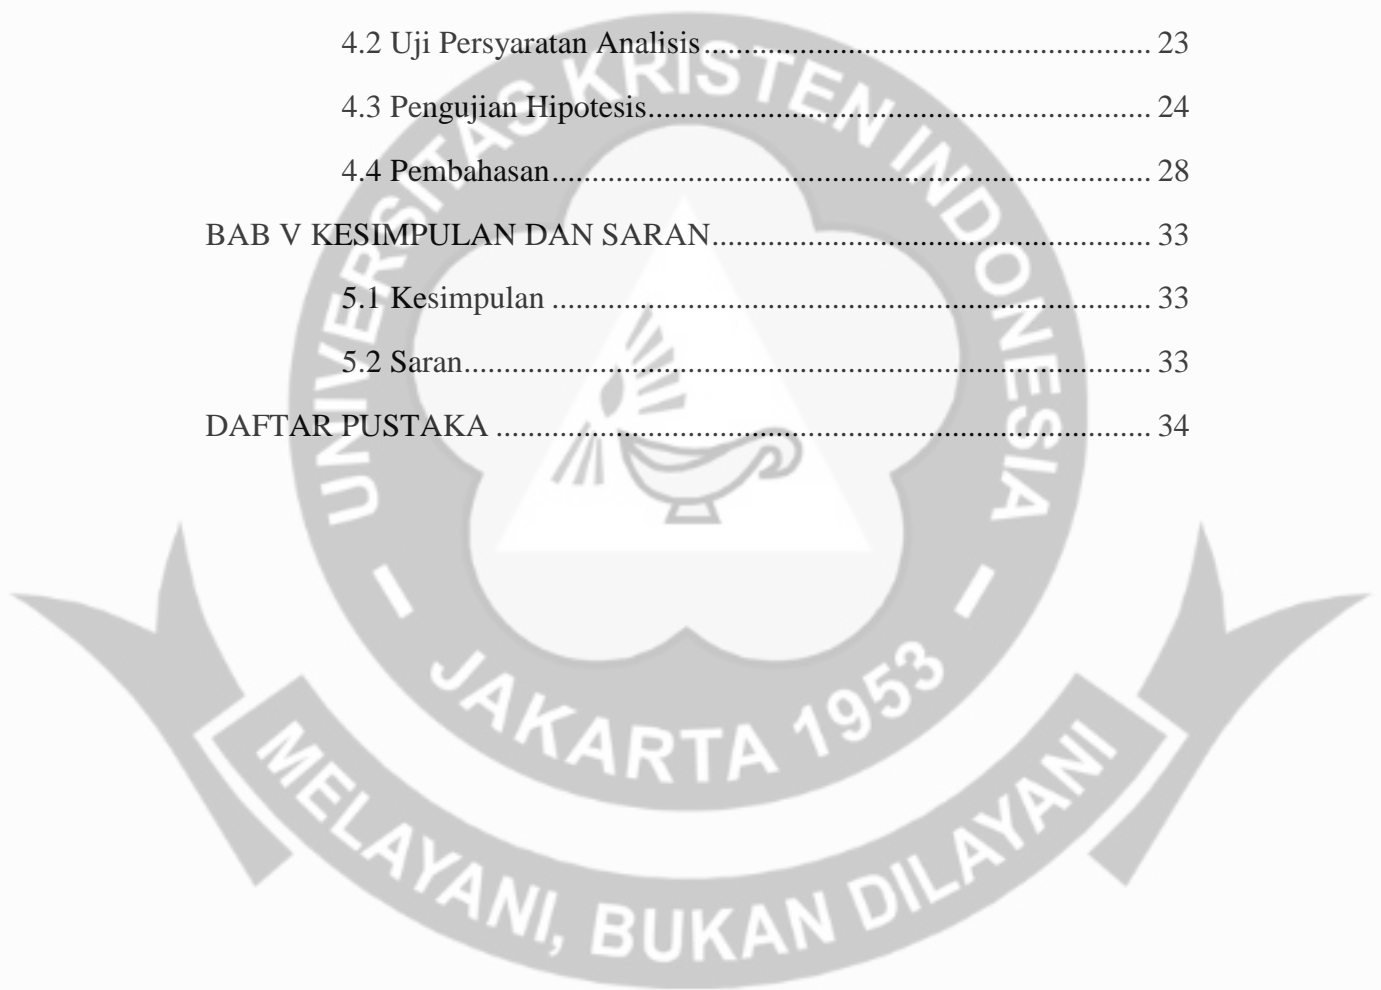 4.2 Uji Persyaratan Analisis........................................................ 23
4.3 Pengujian Hipotesis............................................................... 24
4.4 Pembahasan........................................................................... 28
BAB V KESIMPULAN DAN SARAN....................................................... 33
5.1 Kesimpulan ........................................................................... 33
5.2 Saran...................................................................................... 33
DAFTAR PUSTAKA .................................................................................. 34
UNIVERSITAS KRISTEN INDONESIA
JAKARTA 1953
MELAYANI, BUKAN DILAYANI